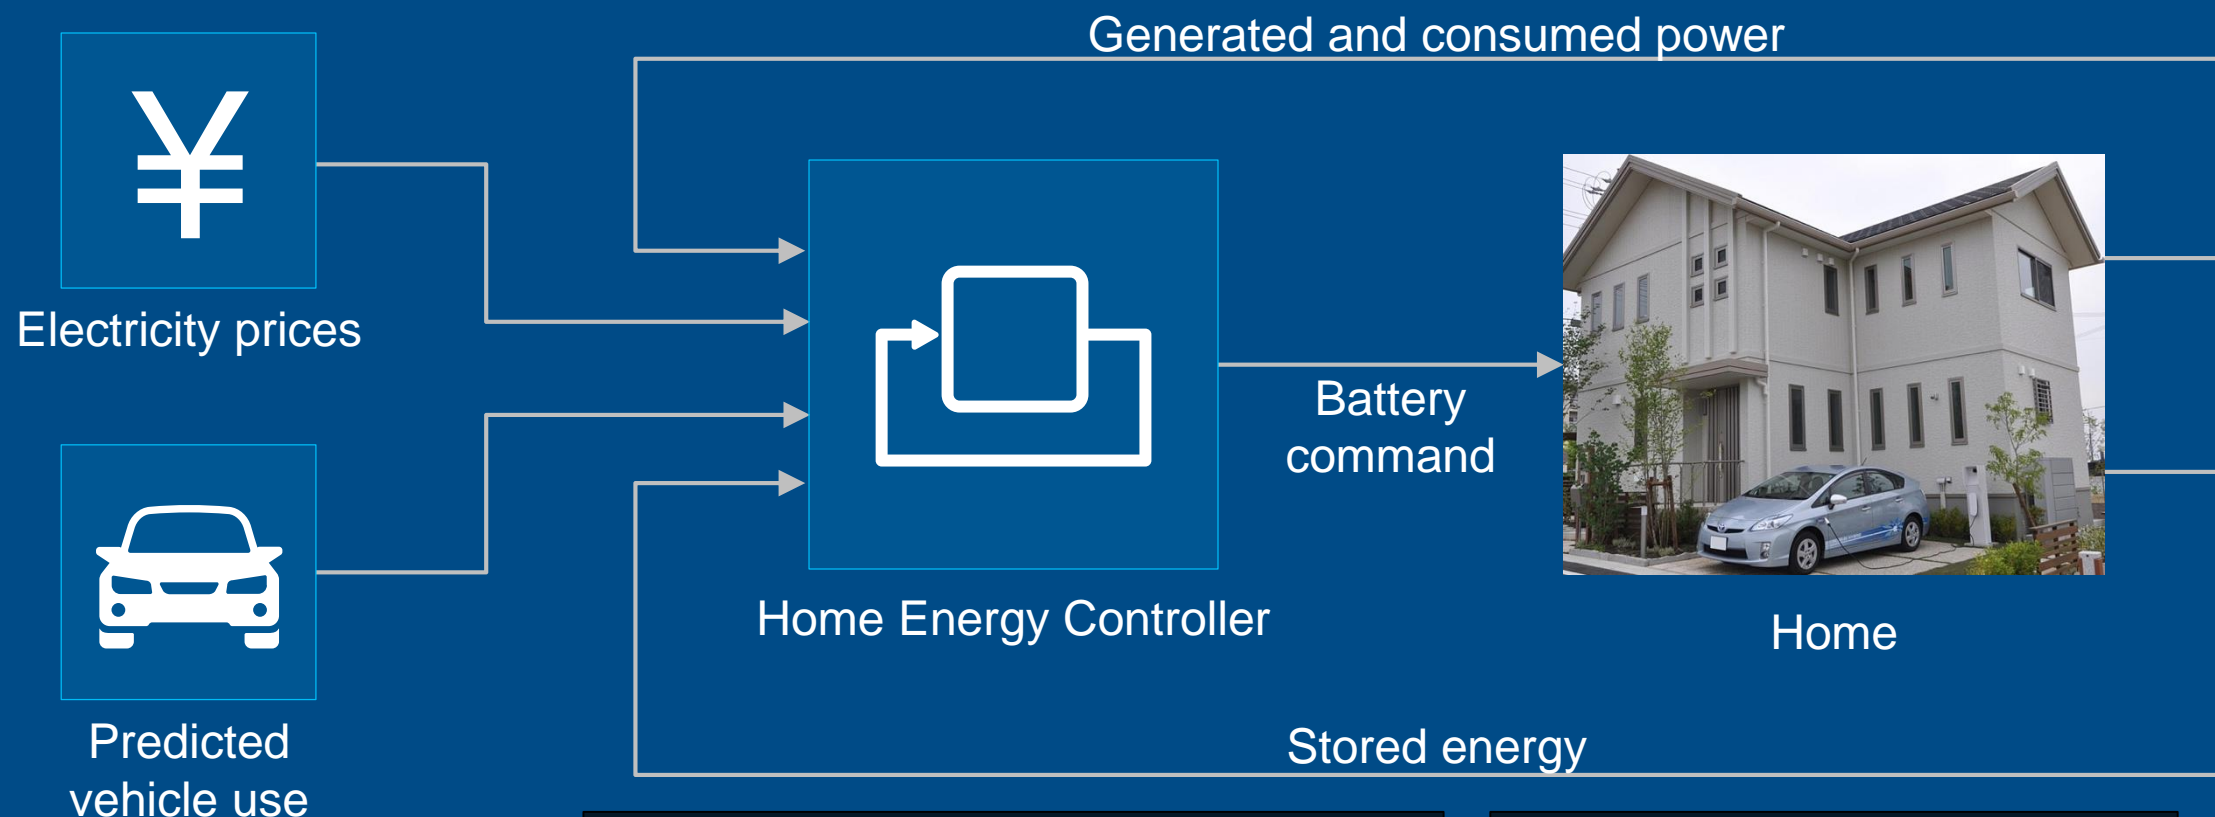 Generated and consumed power
¥
Electricity prices
Battery
command
Home Energy Controller
Home
Predicted
vehicle use
Stored energy